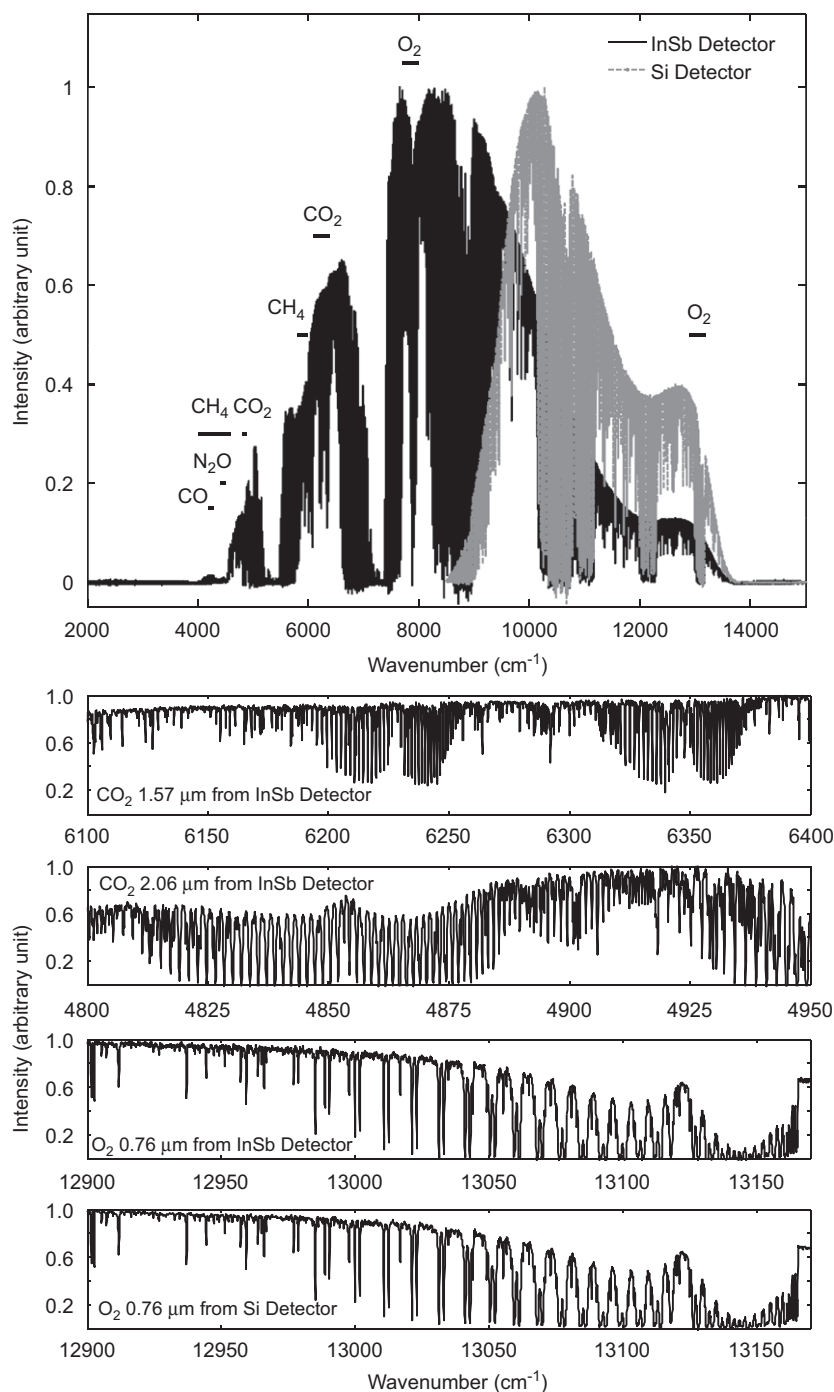 InSb Detector
Si Detector
O₂
CO₂
CH₄
O₂
CH₄ CO₂
N₂O
CO
Intensity (arbitrary unit)
1
0.8
0.6
0.4
0.2
0
2000 4000 6000 8000 10000 12000 14000
Wavenumber (cm⁻¹)
1.0
0.6
0.2
CO₂ 1.57 μm from InSb Detector
6100 6150 6200 6250 6300 6350 6400
1.0
0.6
0.2
CO₂ 2.06 μm from InSb Detector
4800 4825 4850 4875 4900 4925 4950
Intensity (arbitrary unit)
1.0
0.6
0.2
O₂ 0.76 μm from InSb Detector
12900 12950 13000 13050 13100 13150
1.0
0.6
0.2
O₂ 0.76 μm from Si Detector
12900 12950 13000 13050 13100 13150
Wavenumber (cm⁻¹)